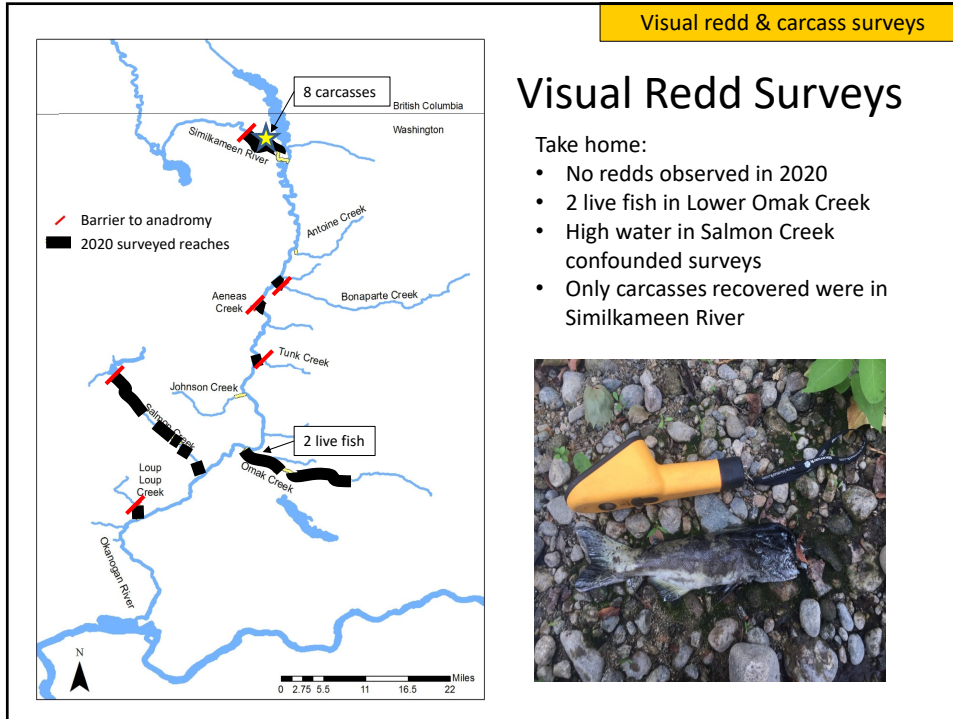 Visual redd & carcass surveys
Visual Redd Surveys
Take home:
• No redds observed in 2020
• 2 live fish in Lower Omak Creek
• High water in Salmon Creek
confounded surveys
• Only carcasses recovered were in
Similkameen River
8 carcasses
British Columbia
Washington
Similkameen River
Barrier to anadromy
2020 surveyed reaches
Antoine Creek
Aeneas
Creek
Bonaparte Creek
Tunk Creek
Johnson Creek
Salmon Creek
2 live fish
Omak Creek
Loup
Loup
Creek
Okanogan River
N
Miles
0 2.75 5.5 11 16.5 22